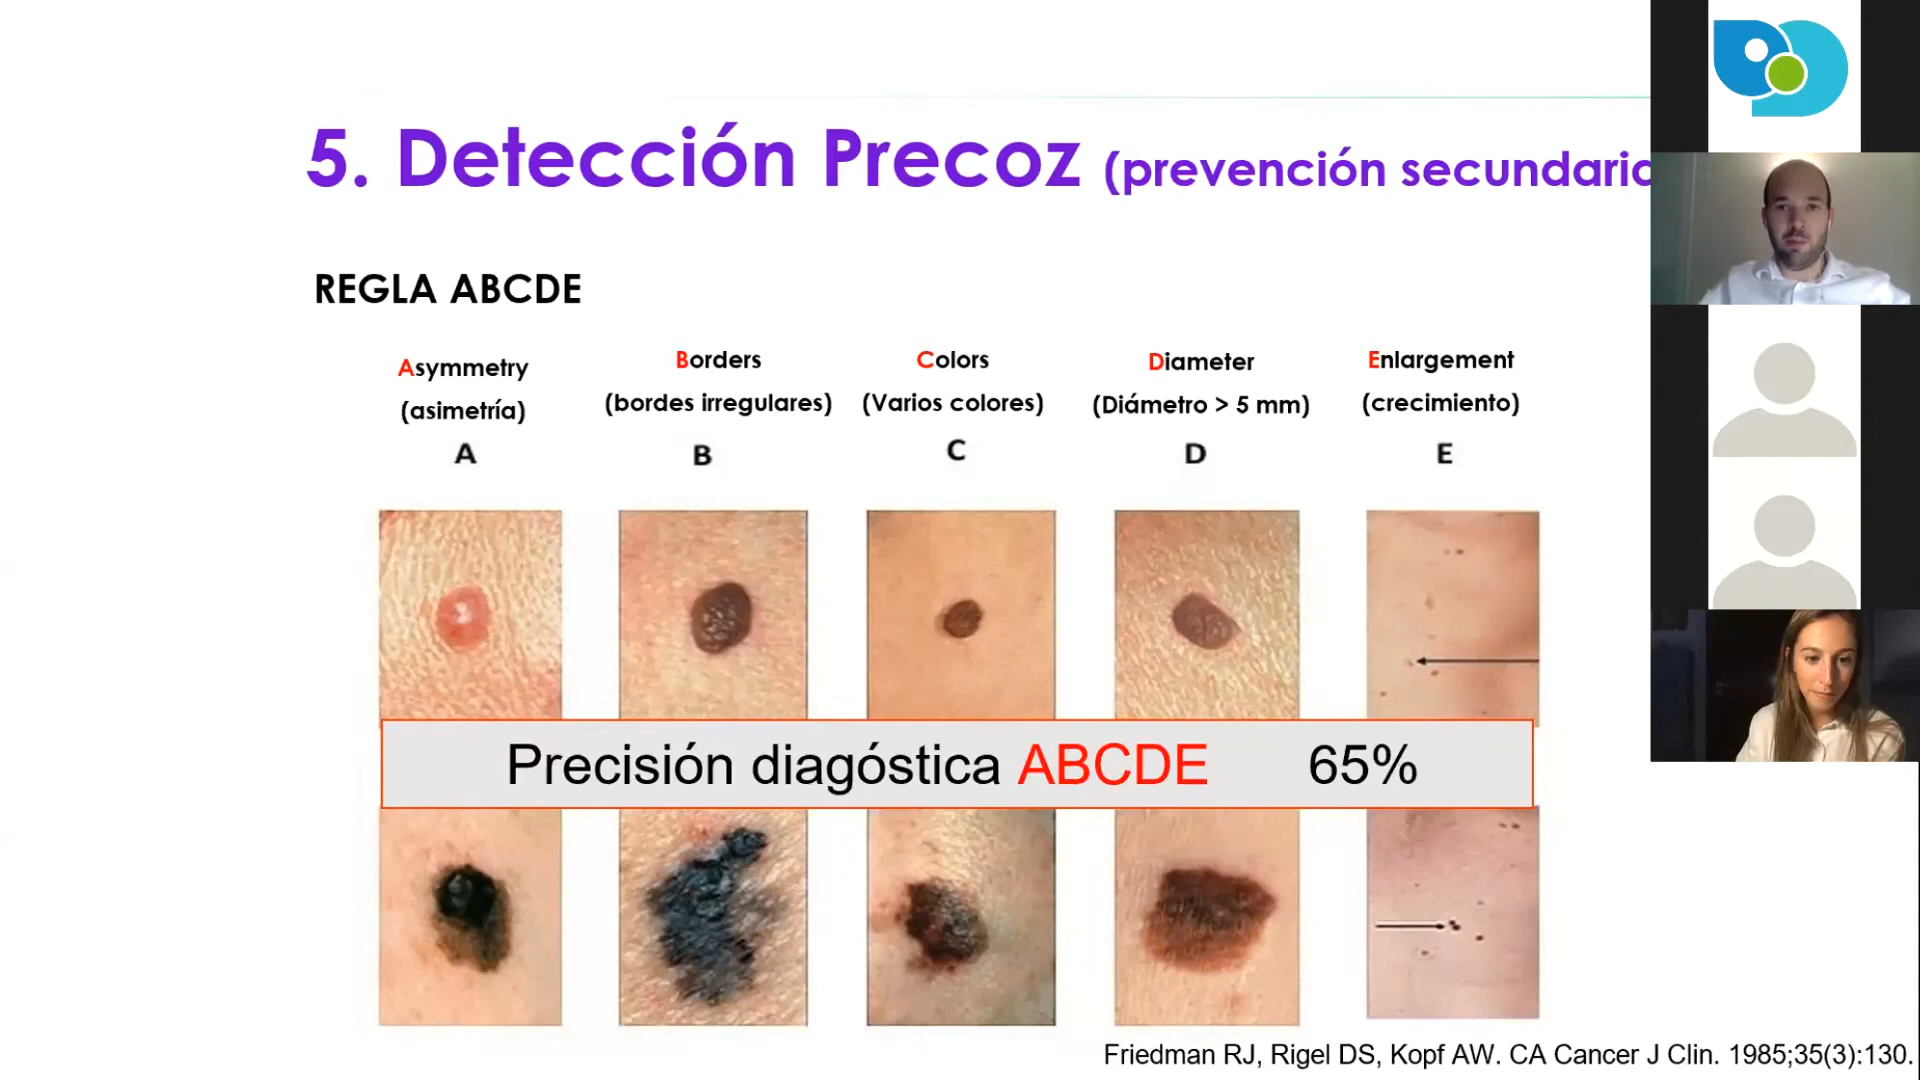 5. Detección Precoz (prevención secundaria
REGLA ABCDE
Asymmetry
(asimetría)
A
Borders
(bordes irregulares)
B
Colors
(Varios colores)
C
Diameter
(Diámetro > 5 mm)
D
Enlargement
(crecimiento)
E
Precisión diagóstica ABCDE 65%
Friedman RJ, Rigel DS, Kopf AW. CA Cancer J Clin. 1985;35(3):130.